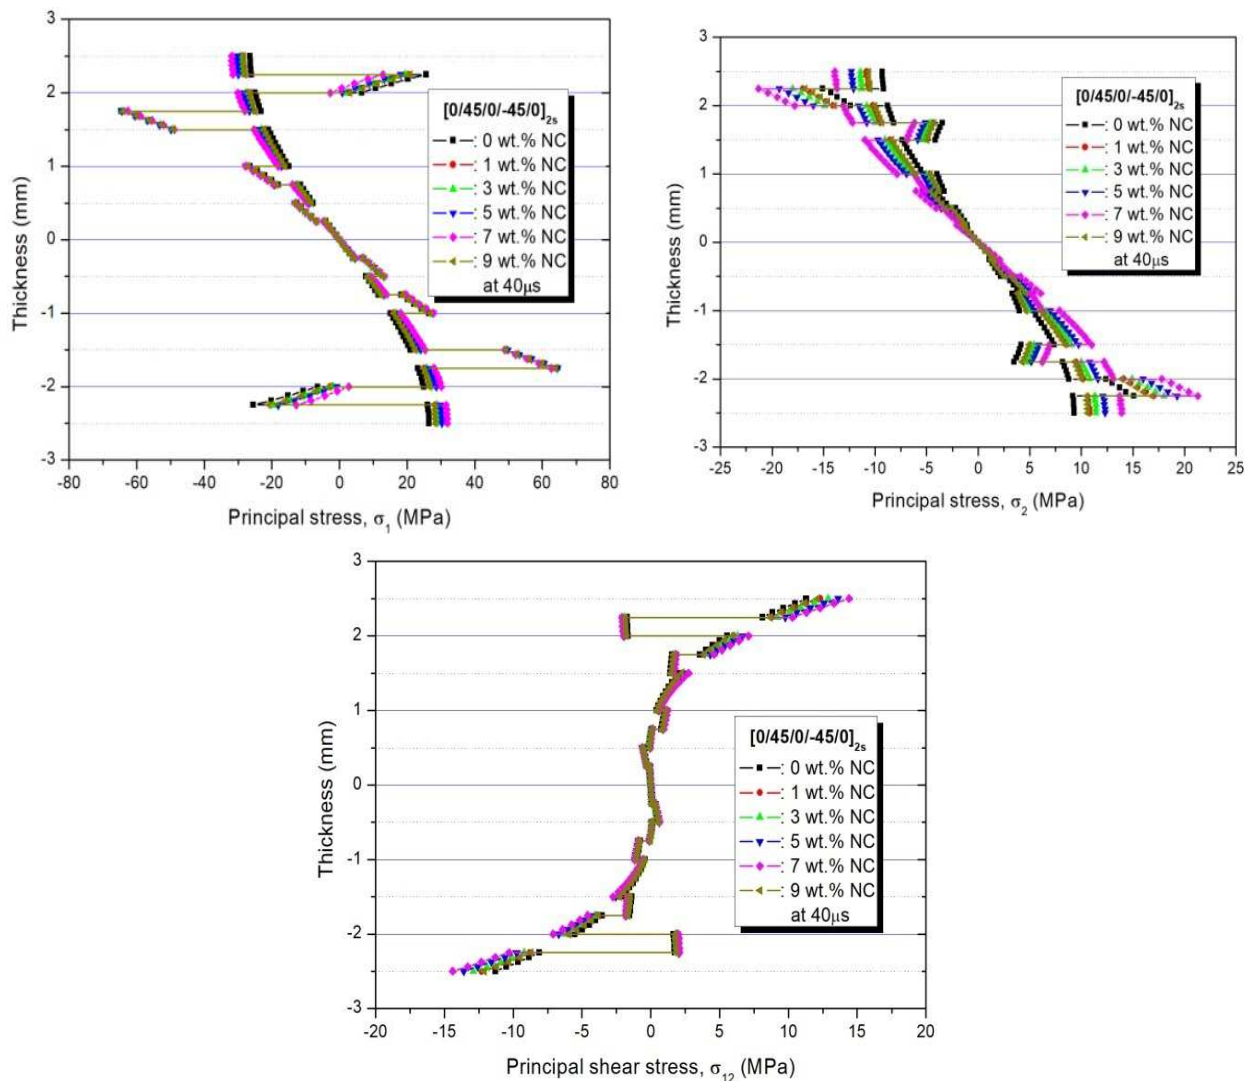 3
2
1
0
-1
-2
-3
-80 -60 -40 -20 0 20 40 60 80
Thickness (mm)
Principal stress, σ1 (MPa)
[0/45/0/-45/0]2s
: 0 wt.% NC
: 1 wt.% NC
: 3 wt.% NC
: 5 wt.% NC
: 7 wt.% NC
: 9 wt.% NC
at 40μs
3
2
1
0
-1
-2
-3
-25 -20 -15 -10 -5 0 5 10 15 20 25
Thickness (mm)
Principal stress, σ2 (MPa)
[0/45/0/-45/0]2s
: 0 wt.% NC
: 1 wt.% NC
: 3 wt.% NC
: 5 wt.% NC
: 7 wt.% NC
: 9 wt.% NC
at 40μs
3
2
1
0
-1
-2
-3
-20 -15 -10 -5 0 5 10 15 20
Thickness (mm)
Principal shear stress, σ12 (MPa)
[0/45/0/-45/0]2s
: 0 wt.% NC
: 1 wt.% NC
: 3 wt.% NC
: 5 wt.% NC
: 7 wt.% NC
: 9 wt.% NC
at 40μs